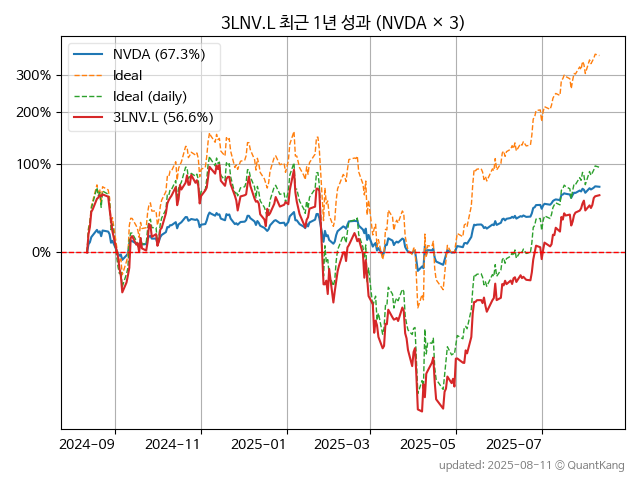 3LNV.L 최근 1년 성과 (NVDA × 3)
NVDA (67.3%)
Ideal
Ideal (daily)
3LNV.L (56.6%)
300%
200%
100%
0%
2024-09 2024-11 2025-01 2025-03 2025-05 2025-07
updated: 2025-08-11 © QuantKang